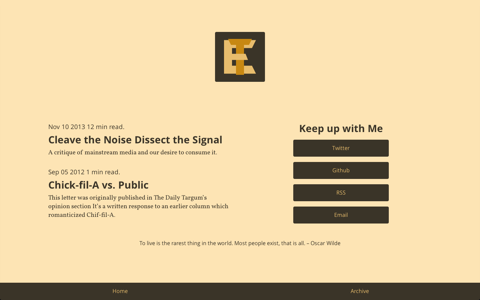 Nov 10 2013 12 min read.
Cleave the Noise Dissect the Signal
A critique of mainstream media and our desire to consume it.
Sep 05 2012 1 min read.
Chick-fil-A vs. Public
This letter was originally published in The Daily Targum's
opinion section It's a written response to an earlier column which
romanticized Chif-fil-A.
Keep up with Me
Twitter
Github
RSS
Email
To live is the rarest thing in the world. Most people exist, that is all. – Oscar Wilde
Home
Archive